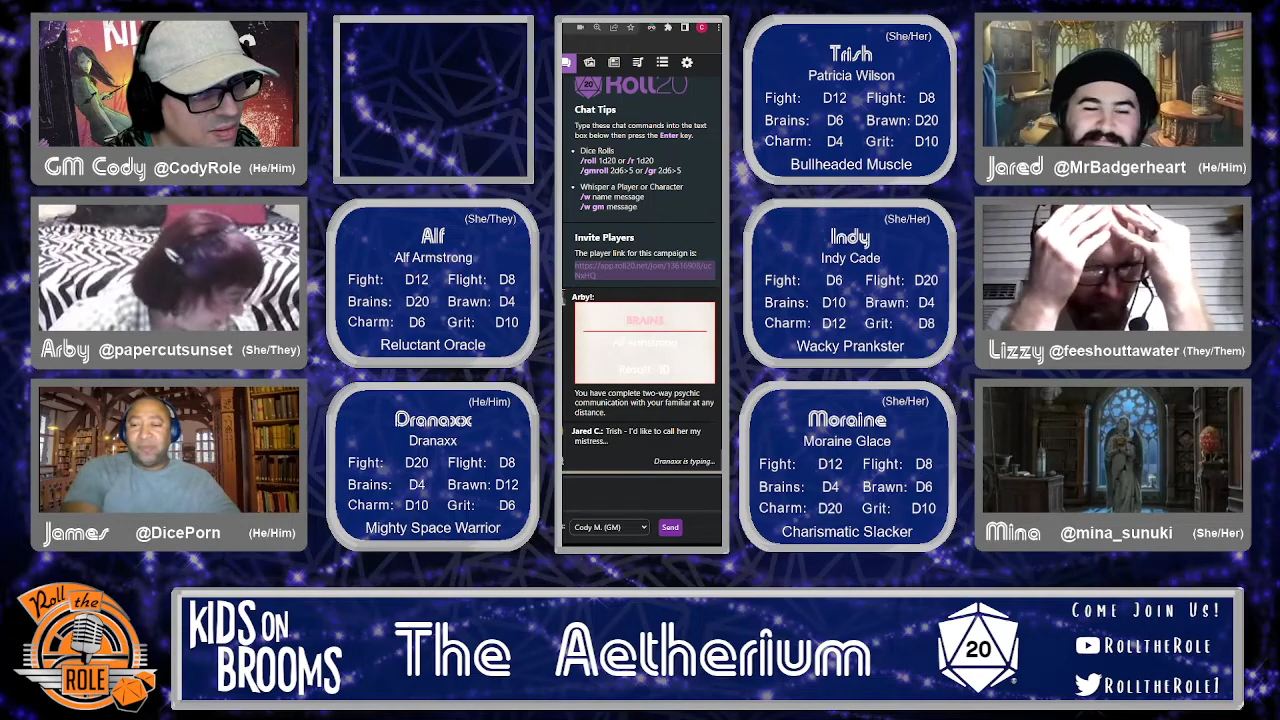 GM Cody @CodyRole (He/Him)
Arby @papercutsunset (She/They)
James @DicePorn (He/Him)
(She/They)
Alf
Alf Armstrong
Fight: D12 Flight: D8
Brains: D20 Brawn: D4
Charm: D6 Grit: D10
Reluctant Oracle
(He/Him)
Dranaxx
Dranaxx
Fight: D20 Flight: D8
Brains: D4 Brawn: D12
Charm: D10 Grit: D6
Mighty Space Warrior
20 Roll20
Chat Tips
Type these chat commands into the text
box below then press the Enter key.
• Dice Rolls
/roll 1d20 or /r 1d20
/gmroll 2d6>5 or /gr 2d6>5
• Whisper a Player or Character
/w name message
/w gm message
Invite Players
The player link for this campaign is:
Arby!:
BRAINS
Alf Armstrong
Result: 10
You have complete two-way psychic
communication with your familiar at any
distance.
Jared C.: Trish - I'd like to call her my
mistress...
Dranaxx is typing...
Cody M. (GM) Send
(She/Her)
Trish
Patricia Wilson
Fight: D12 Flight: D8
Brains: D6 Brawn: D20
Charm: D4 Grit: D10
Bullheaded Muscle
(She/Her)
Indy
Indy Cade
Fight: D6 Flight: D20
Brains: D10 Brawn: D4
Charm: D12 Grit: D8
Wacky Prankster
(She/Her)
Moraine
Moraine Glace
Fight: D12 Flight: D8
Brains: D4 Brawn: D6
Charm: D20 Grit: D10
Charismatic Slacker
Jared @MrBadgerheart (He/Him)
Lizzy @feeshouttawater (They/Them)
Mina @mina_sunuki (She/Her)
Roll the
ROLE
KIDS ON
BROOMS
The Aetherium
20
COME JOIN US!
ROLLTHEROLE
ROLLTHEROLE1